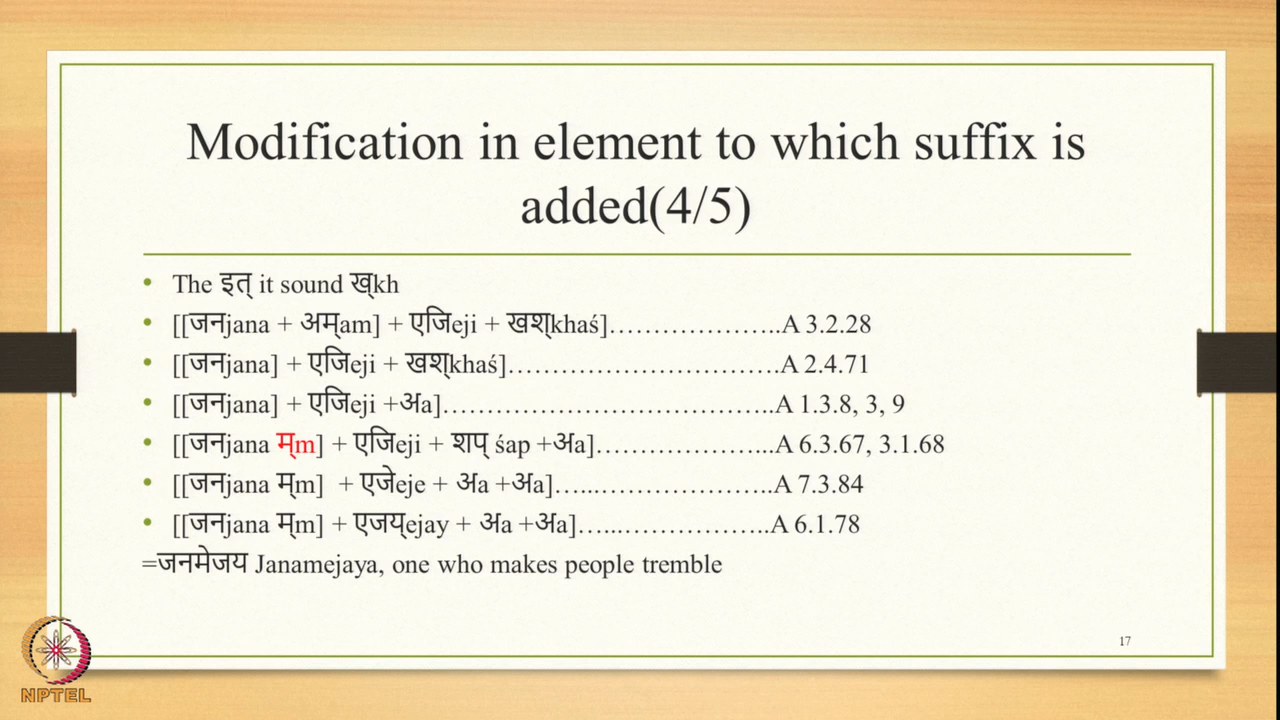 Modification in element to which suffix is
added(4/5)
• The इत् it sound ख्kh
• [[जनjana + अम्am] + एजिeji + खश्khaś]………………..A 3.2.28
• [[जनjana] + एजिeji + खश्khaś]………………………….A 2.4.71
• [[जनjana] + एजिeji +अa]………………………………..A 1.3.8, 3, 9
• [[जनjana म्m] + एजिeji + शप् śap +अa]………………...A 6.3.67, 3.1.68
• [[जनjana म्m] + एजेeje + अa +अa]…..………………..A 7.3.84
• [[जनjana म्m] + एजय्ejay + अa +अa]…...……………..A 6.1.78
=जनमेजय Janamejaya, one who makes people tremble
17
NPTEL